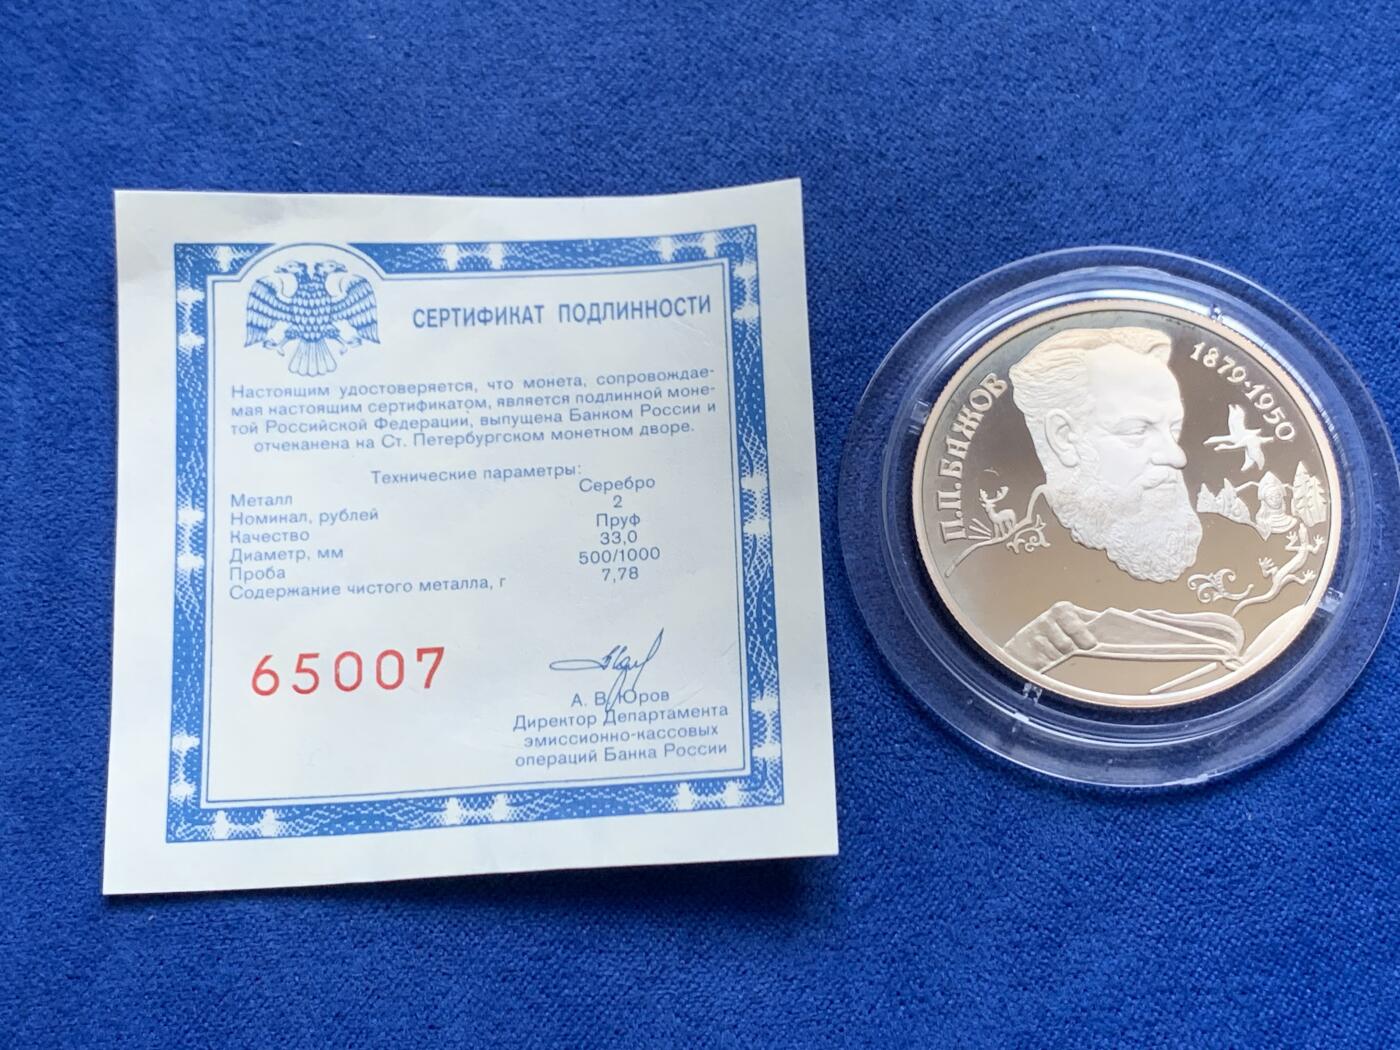 СЕРТИФИКАТ ПОДЛИННОСТИ
Настоящим удостоверяется, что монета, сопровождае-
мая настоящим сертификатом, является подлинной моне-
той Российской Федерации, выпущена Банком России и
отчеканена на Ст. Петербургском монетном дворе.
Технические параметры:
Металл Серебро
Номинал, рублей 2
Качество Пруф
Диаметр, мм 33,0
Проба 500/1000
Содержание чистого металла, г 7,78
65007
А. В. Юров
Директор Департамента
эмиссионно-кассовых
операций Банка России
П.П.БАЖОВ
1879-1950